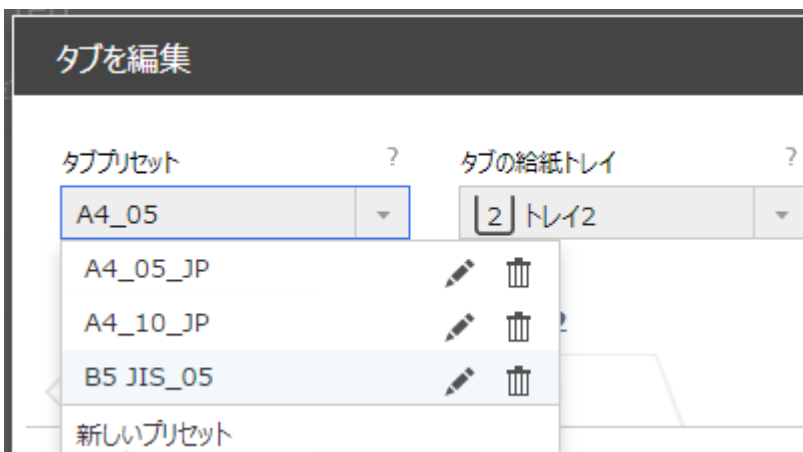 タブを編集
タブプリセット ? タブの給紙トレイ ?
A4_05 2 トレイ2
A4_05_JP
A4_10_JP
B5 JIS_05
新しいプリセット